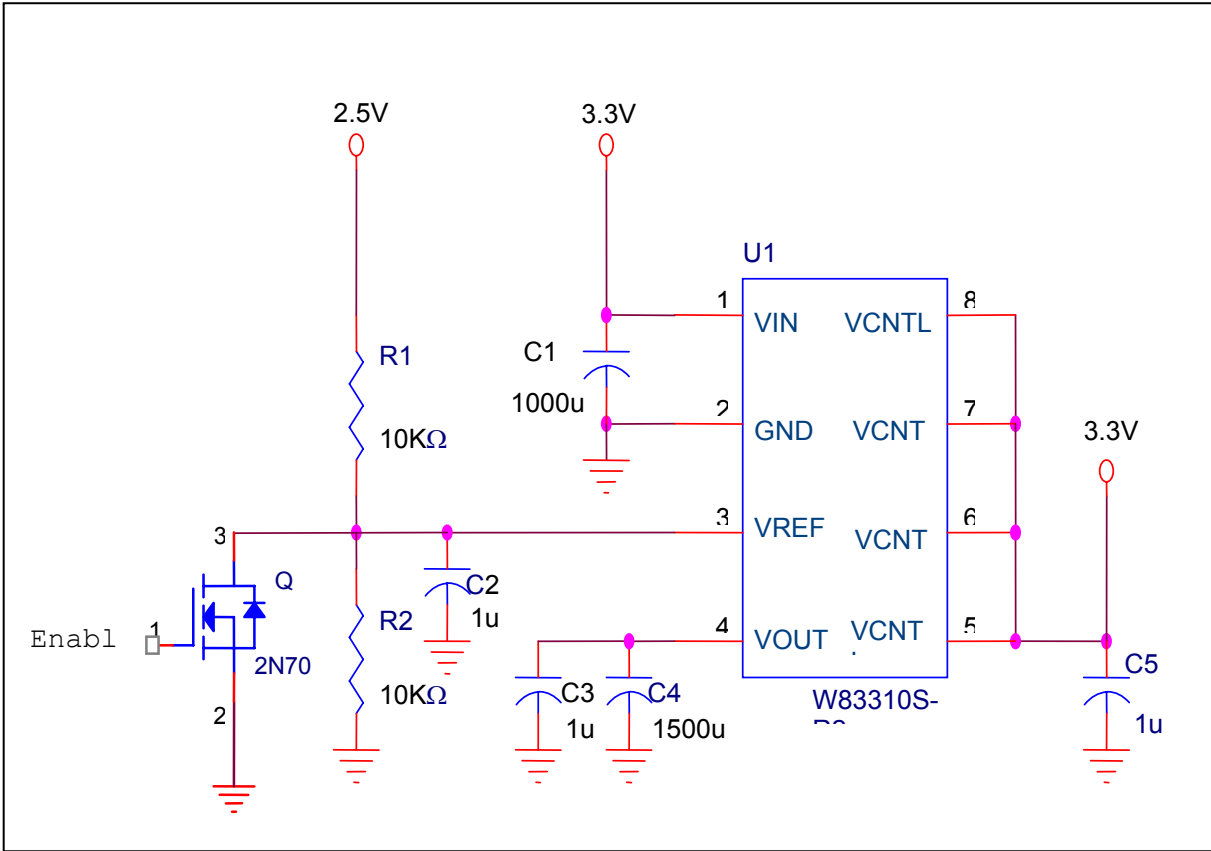 2.5V
3.3V
U1
1
VIN
VCNTL
8
R1
10KΩ
C1
1000u
2
GND
VCNT
7
3.3V
3
3
VREF
VCNT
6
Q
C2
1u
Enabl
1
2N70
R2
10KΩ
4
VOUT
VCNT
5
2
C3
1u
C4
1500u
W83310S-
C5
1u